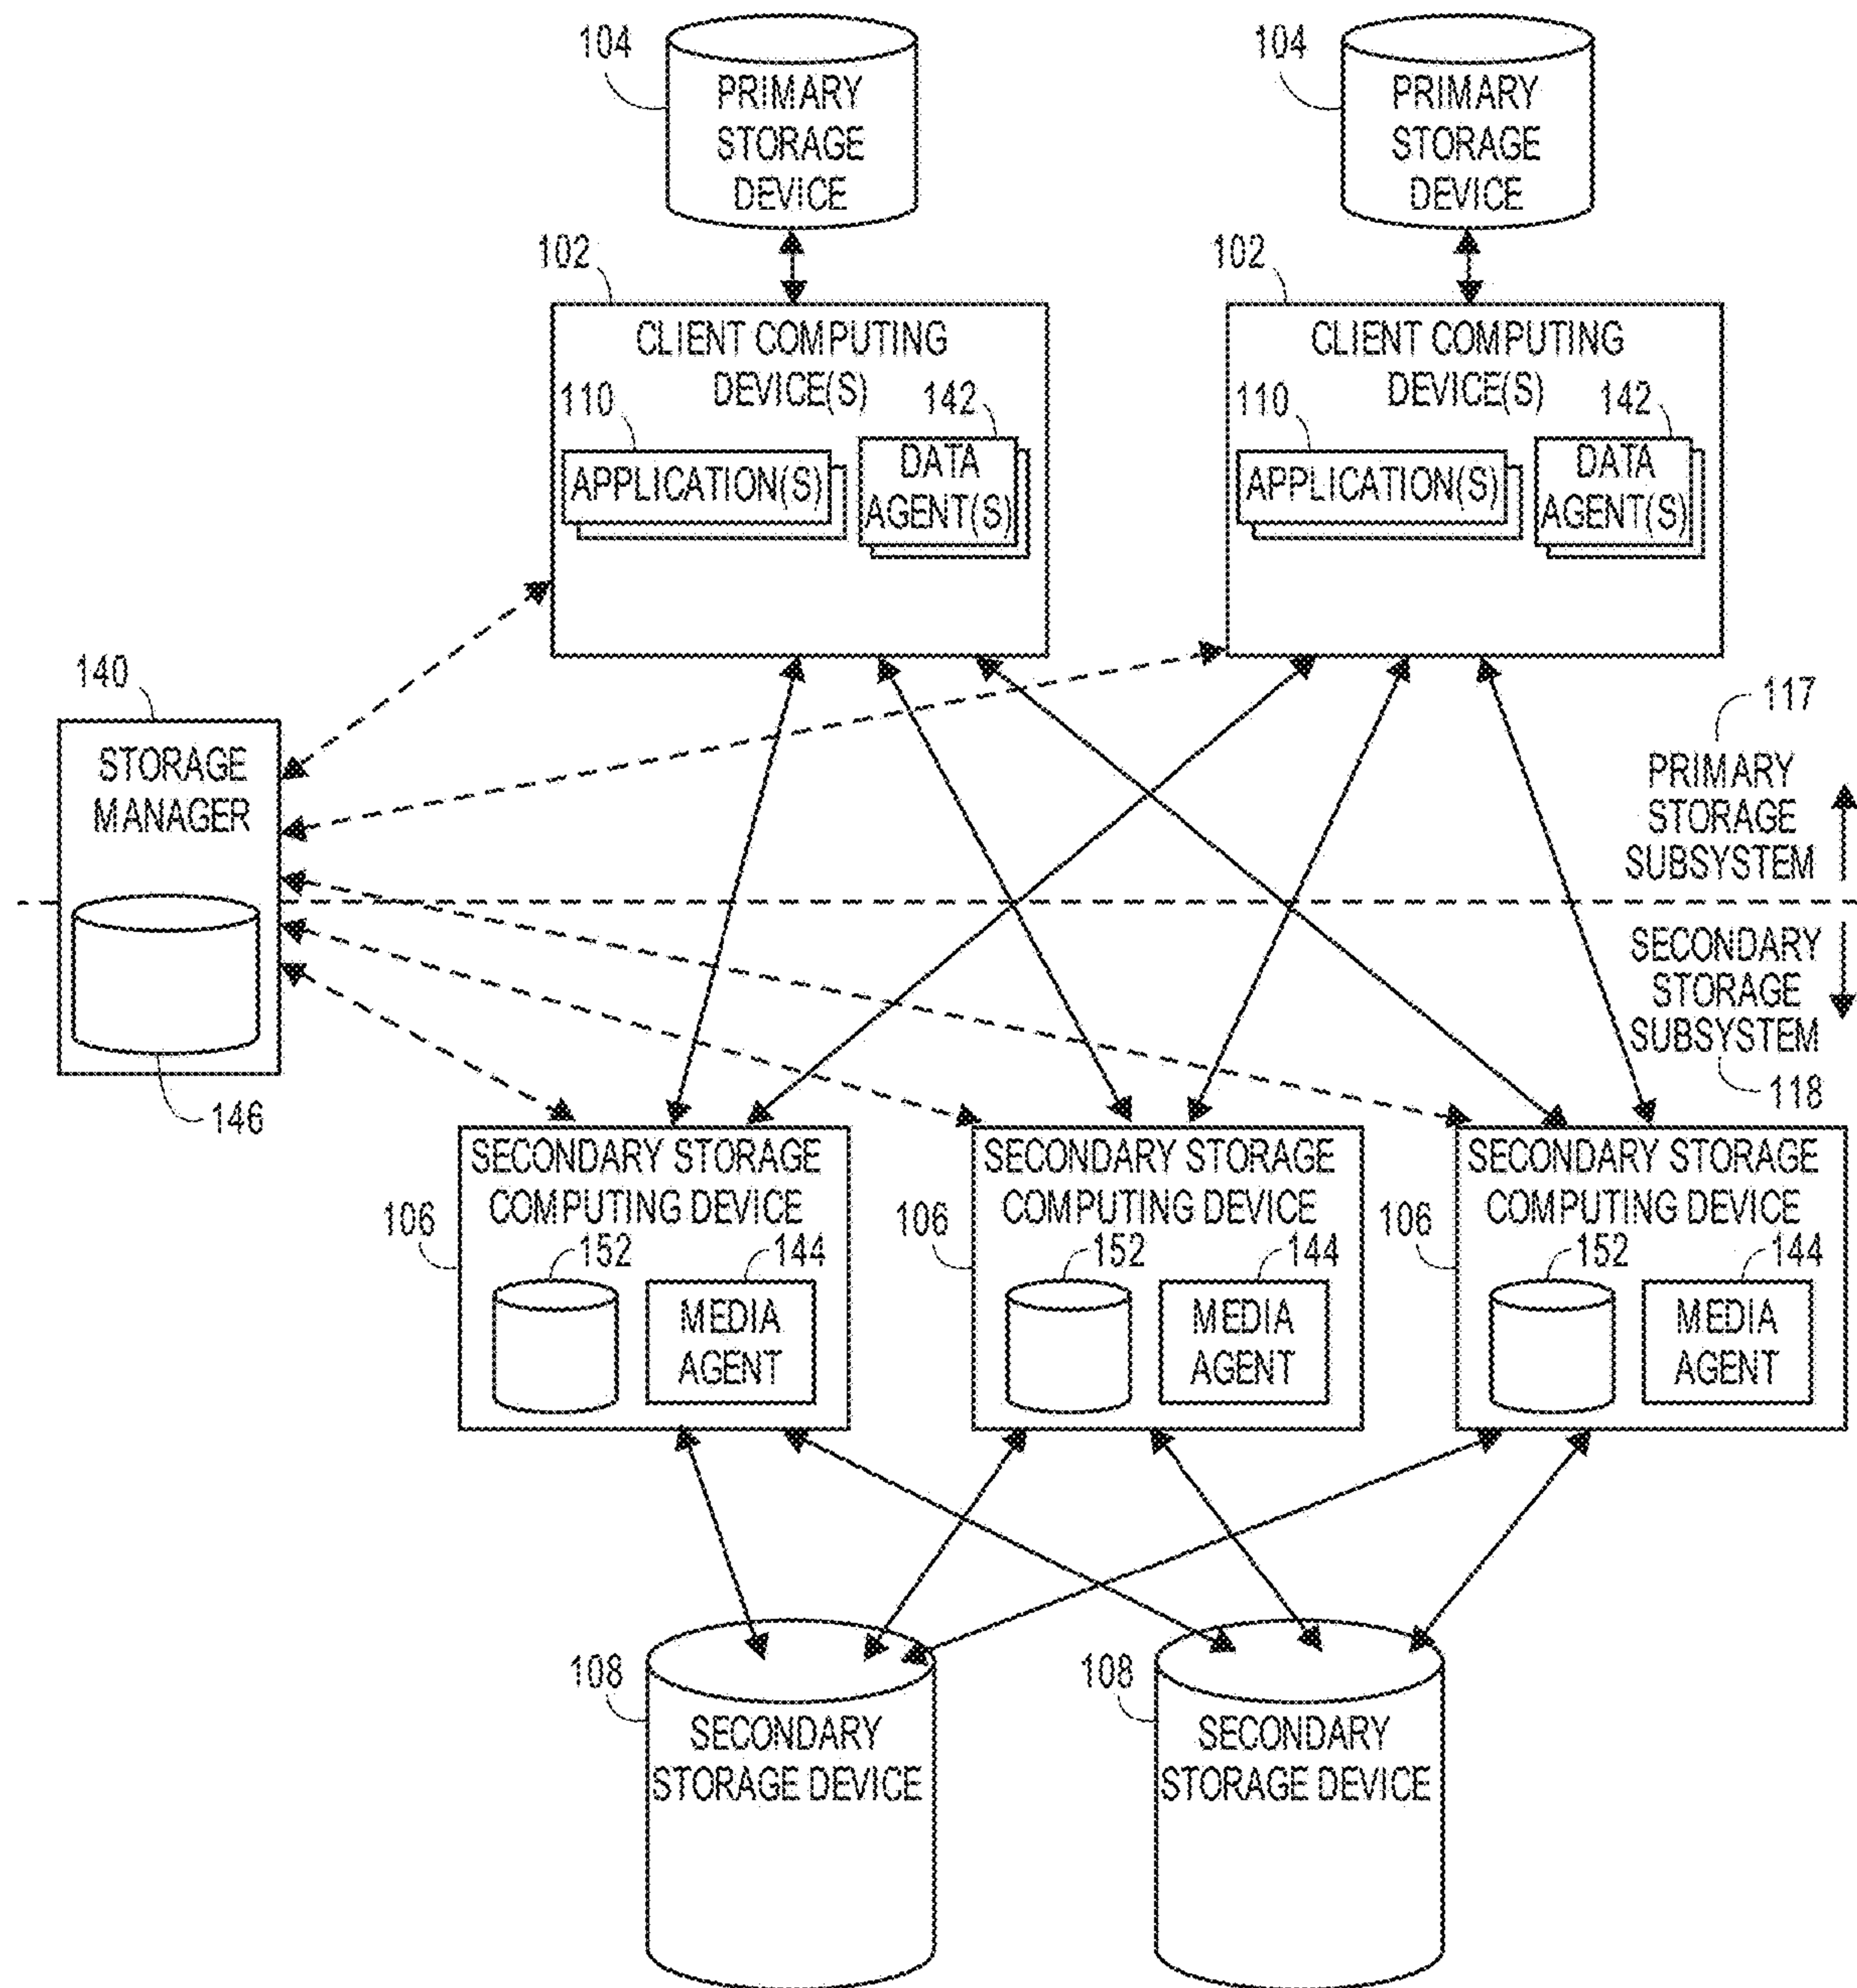 104
PRIMARY
STORAGE
DEVICE
104
PRIMARY
STORAGE
DEVICE
102
CLIENT COMPUTING
DEVICE(S)
110
142
APPLICATION(S)
DATA
AGENT(S)
102
CLIENT COMPUTING
DEVICE(S)
110
142
APPLICATION(S)
DATA
AGENT(S)
140
STORAGE
MANAGER
146
117
PRIMARY
STORAGE
SUBSYSTEM
SECONDARY
STORAGE
SUBSYSTEM
118
106
SECONDARY STORAGE
COMPUTING DEVICE
152
144
MEDIA
AGENT
106
SECONDARY STORAGE
COMPUTING DEVICE
152
144
MEDIA
AGENT
106
SECONDARY STORAGE
COMPUTING DEVICE
152
144
MEDIA
AGENT
108
SECONDARY
STORAGE DEVICE
108
SECONDARY
STORAGE DEVICE